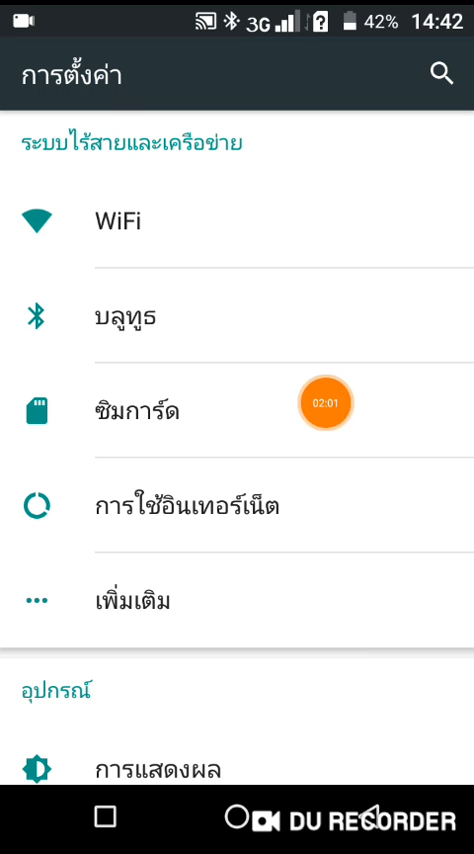 3G 42% 14:42
การตั้งค่า
ระบบไร้สายและเครือข่าย
WiFi
บลูทูธ
ซิมการ์ด
02:01
การใช้อินเทอร์เน็ต
เพิ่มเติม
อุปกรณ์
การแสดงผล
DU RECORDER